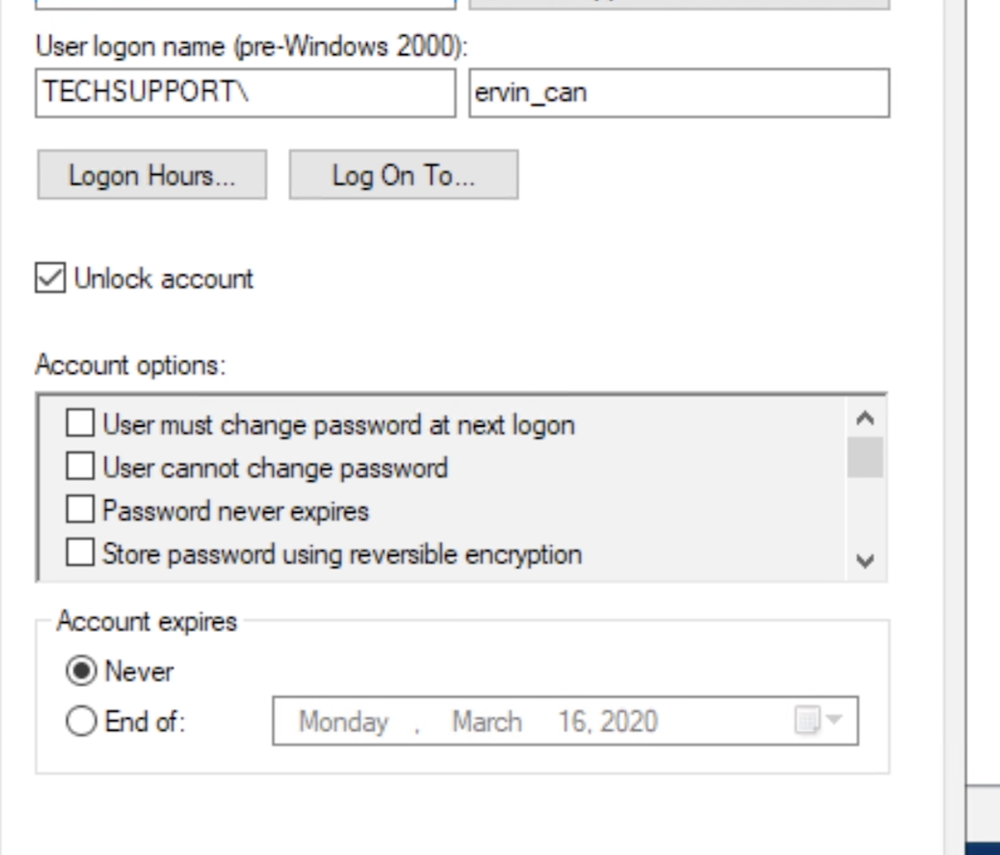 User logon name (pre-Windows 2000):
TECHSUPPORT\ ervin_can
Logon Hours... Log On To...
Unlock account
Account options:
User must change password at next logon
User cannot change password
Password never expires
Store password using reversible encryption
Account expires
Never
End of: Monday , March 16, 2020